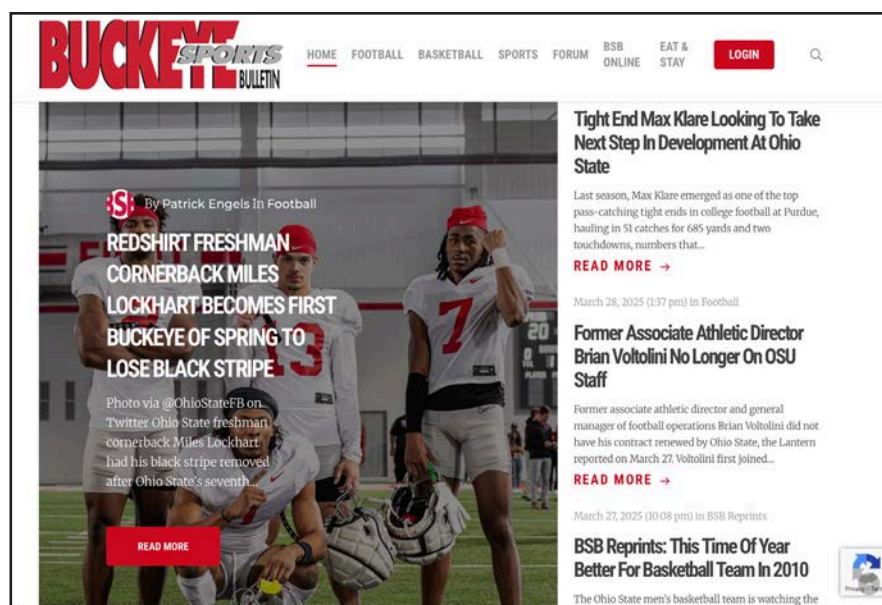 BUCKEYE
SPORTS
BULLETIN
HOME FOOTBALL BASKETBALL SPORTS FORUM BSB ONLINE EAT & STAY LOGIN
By Patrick Engels In Football
REDSHIRT FRESHMAN
CORNERBACK MILES
LOCKHART BECOMES FIRST
BUCKEYE OF SPRING TO
LOSE BLACK STRIPE
Photo via @OhioStateFB on
Twitter Ohio State freshman
cornerback Miles Lockhart
had his black stripe removed
after Ohio State's seventh...
READ MORE
13
7
20
Tight End Max Klare Looking To Take
Next Step In Development At Ohio
State
Last season, Max Klare emerged as one of the top
pass-catching tight ends in college football at Purdue,
hauling in 51 catches for 685 yards and two
touchdowns, numbers that...
READ MORE →
March 28, 2025 (1:37 pm) in Football
Former Associate Athletic Director
Brian Voltolini No Longer On OSU
Staff
Former associate athletic director and general
manager of football operations Brian Voltolini did not
have his contract renewed by Ohio State, the Lantern
reported on March 27. Voltolini first joined...
READ MORE →
March 27, 2025 (10:08 pm) in BSB Reprints
BSB Reprints: This Time Of Year
Better For Basketball Team In 2010
The Ohio State men's basketball team is watching the